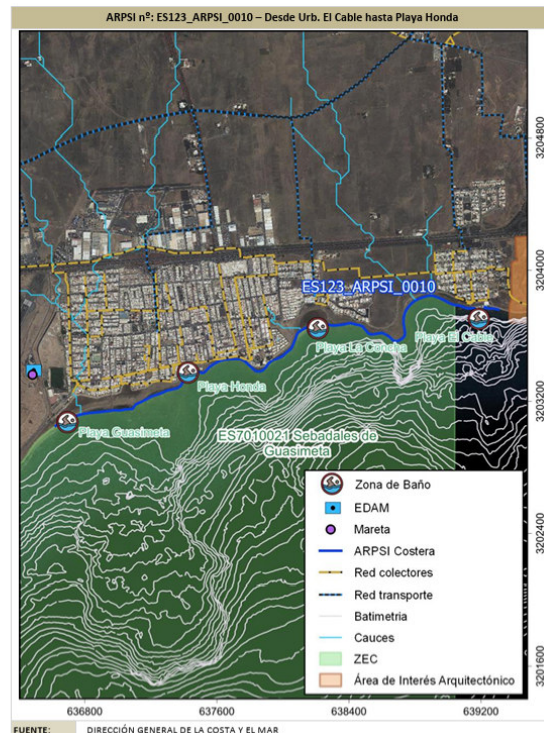 ARPSI nº: ES123_ARPSI_0010 – Desde Urb. El Cable hasta Playa Honda
3204800
3204000
ES123_ARPSI_0010
Playa La Concha
Playa El Cable
Playa Honda
3203200
Playa Guasimeta
ES7010021 Sebadales de
Guasimeta
Zona de Baño
EDAM
Mareta
3202400
ARPSI Costera
Red colectores
Red transporte
Batimetria
Cauces
ZEC
3201600
Área de Interés Arquitectónico
636800
637600
638400
639200
FUENTE: DIRECCIÓN GENERAL DE LA COSTA Y EL MAR